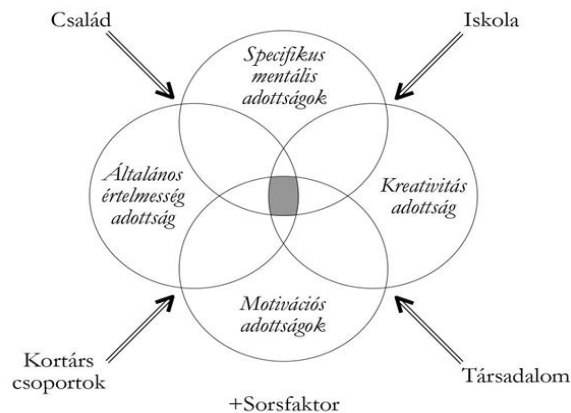 Család
Iskola
Specifikus
mentális
adottságok
Általános
értelmesség
adottság
Kreativitás
adottság
Motivációs
adottságok
Kortárs
csoportok
Társadalom
+Sorsfaktor